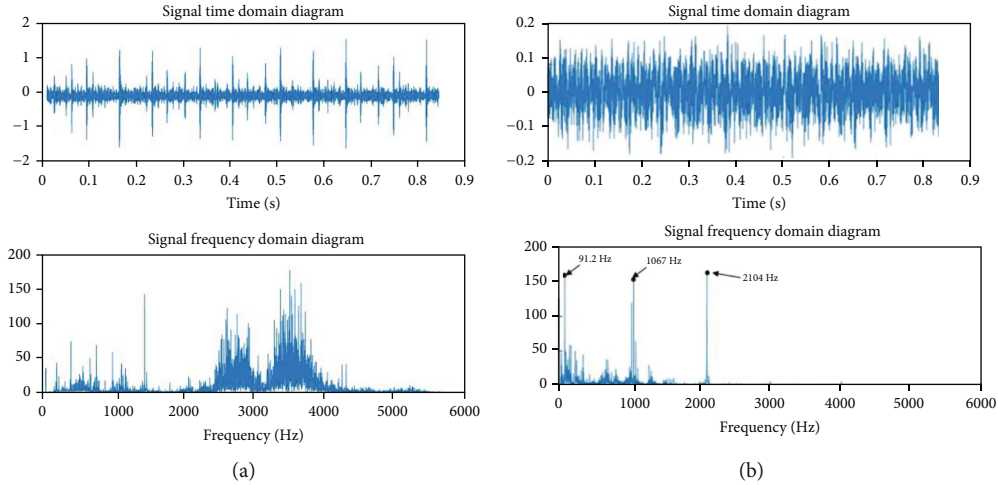 Signal time domain diagram
2
1
0
−1
−2
0 0.1 0.2 0.3 0.4 0.5 0.6 0.7 0.8 0.9
Time (s)
Signal frequency domain diagram
200
150
100
50
0
0 1000 2000 3000 4000 5000 6000
Frequency (Hz)
(a)
Signal time domain diagram
0.2
0.1
0
−0.1
−0.2
0 0.1 0.2 0.3 0.4 0.5 0.6 0.7 0.8 0.9
Time (s)
Signal frequency domain diagram
200
91.2 Hz 1067 Hz
2104 Hz
150
100
50
0
0 1000 2000 3000 4000 5000 6000
Frequency (Hz)
(b)